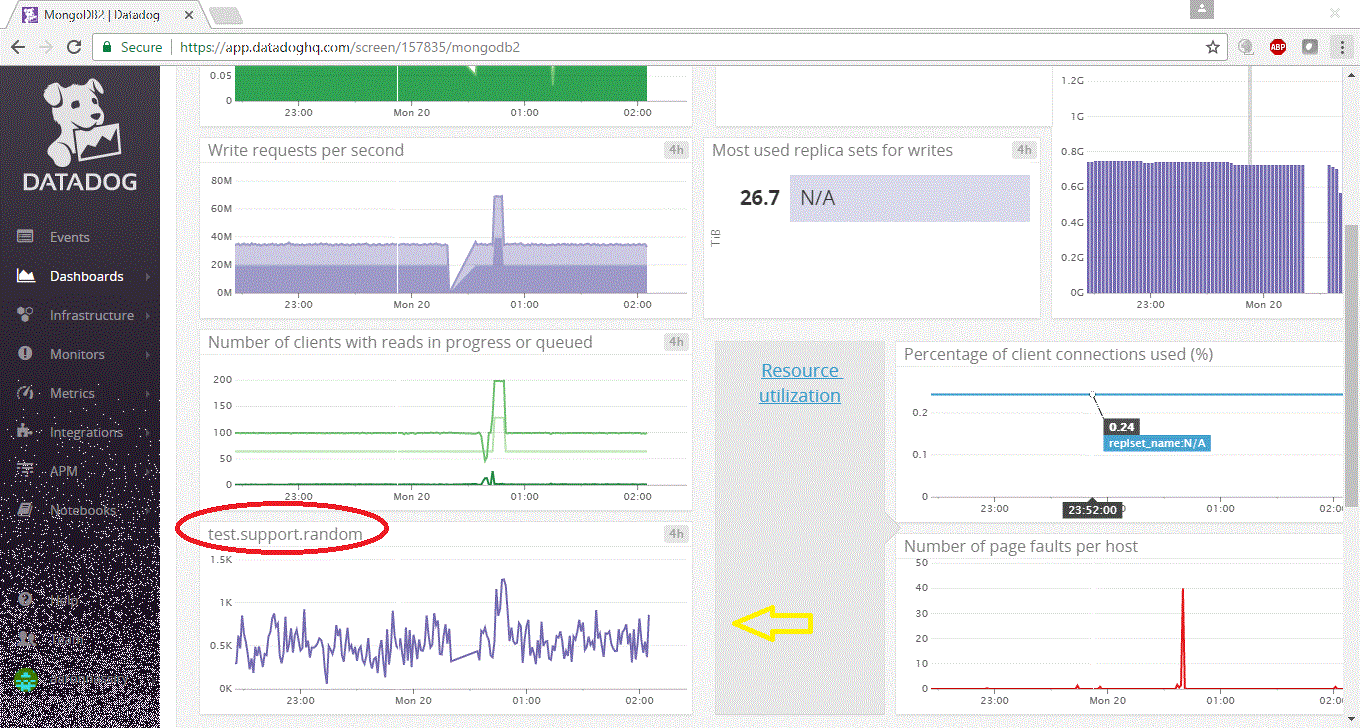 MongoDB2 | Datadog
Secure https://app.datadoghq.com/screen/157835/mongodb2
ABP
DATADOG
Events
Dashboards
Infrastructure
Monitors
Metrics
Integrations
APM
Notebooks
0.05
0
23:00 Mon 20 01:00 02:00
Write requests per second 4h
80M
60M
40M
20M
0M
23:00 Mon 20 01:00 02:00
Most used replica sets for writes 4h
26.7 N/A
TiB
1.2G
1G
0.8G
0.6G
0.4G
0.2G
0G
23:00 Mon 20
Number of clients with reads in progress or queued 4h
200
150
100
50
0
23:00 Mon 20 01:00 02:00
Resource
utilization
Percentage of client connections used (%)
0.2
0.1
0
0.24
replset_name:N/A
23:00 23:52:00 01:00 02:0
test.support.random 4h
1.5K
1K
0.5K
0K
23:00 Mon 20 01:00 02:00
Number of page faults per host
50
40
30
20
10
0
23:00 Mon 20 01:00 02:0